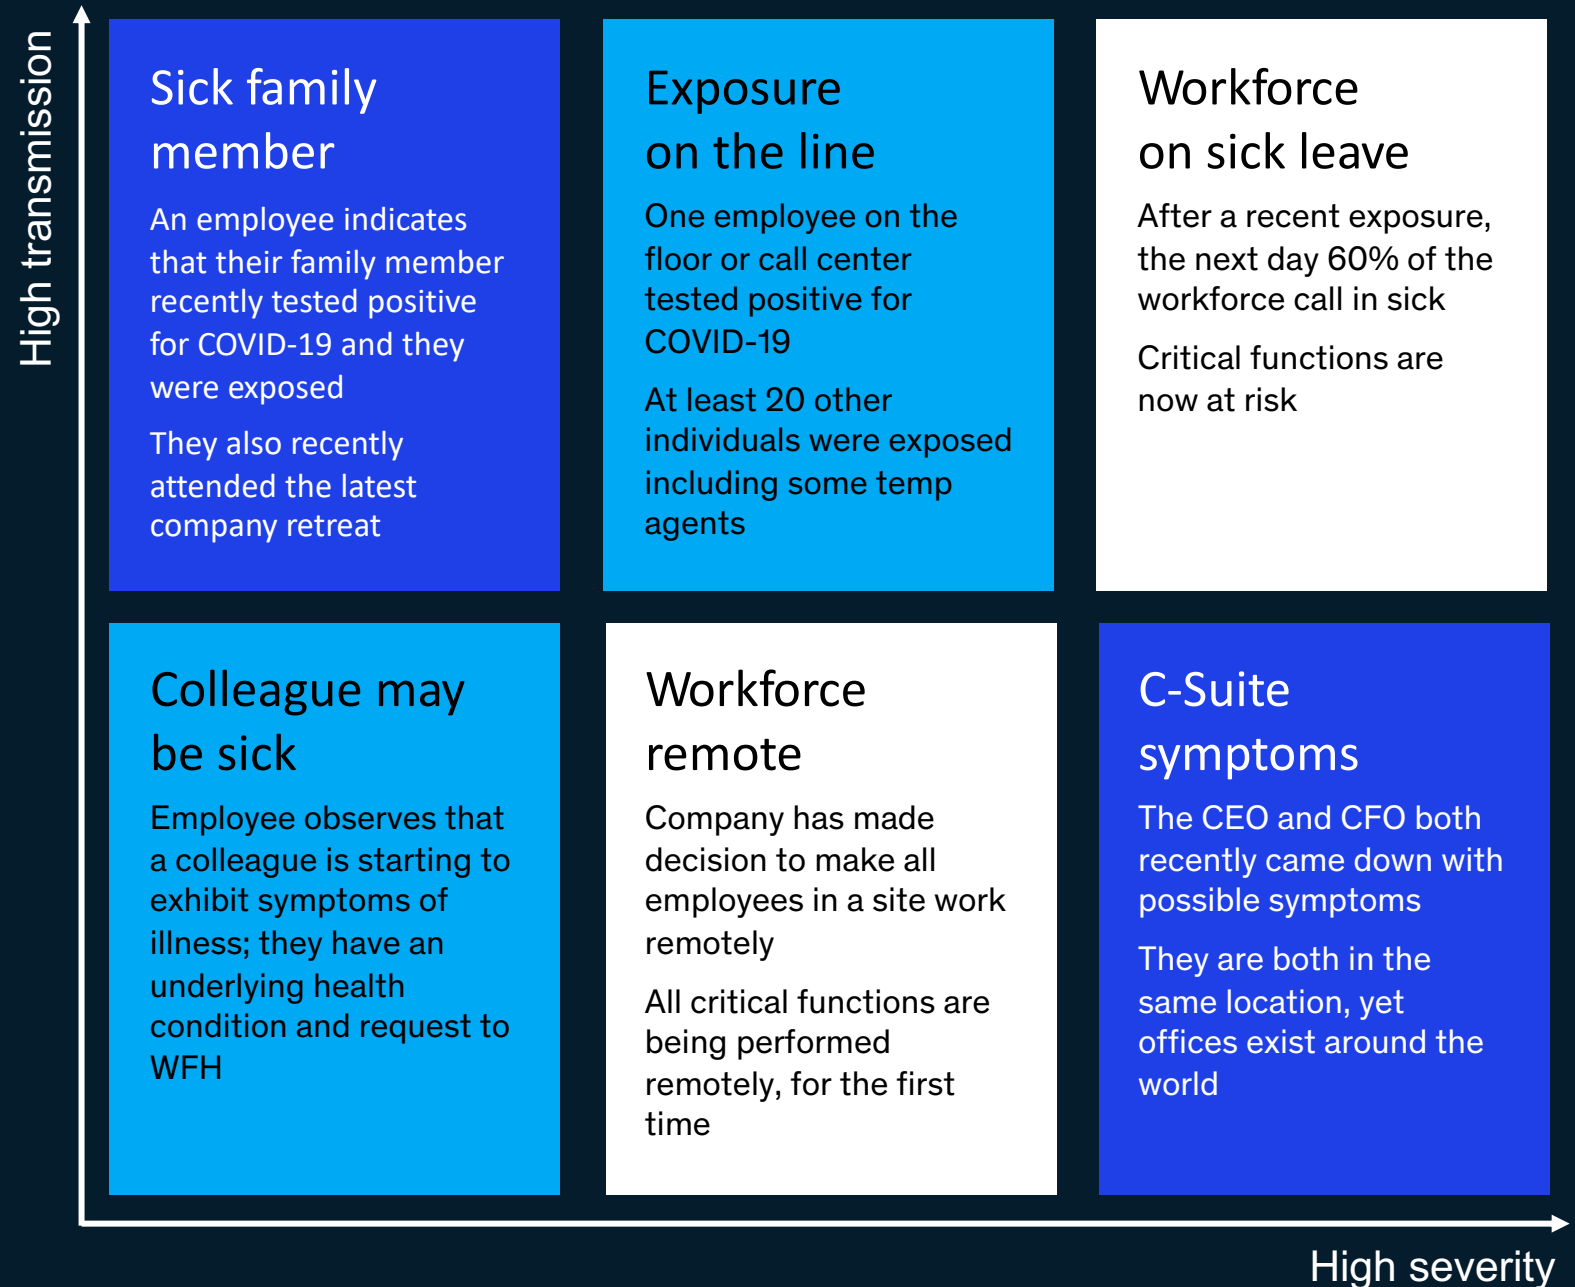 High transmission
Sick family
member
An employee indicates
that their family member
recently tested positive
for COVID-19 and they
were exposed
They also recently
attended the latest
company retreat
Exposure
on the line
One employee on the
floor or call center
tested positive for
COVID-19
At least 20 other
individuals were exposed
including some temp
agents
Workforce
on sick leave
After a recent exposure,
the next day 60% of the
workforce call in sick
Critical functions are
now at risk
Colleague may
be sick
Employee observes that
a colleague is starting to
exhibit symptoms of
illness; they have an
underlying health
condition and request to
WFH
Workforce
remote
Company has made
decision to make all
employees in a site work
remotely
All critical functions are
being performed
remotely, for the first
time
C-Suite
symptoms
The CEO and CFO both
recently came down with
possible symptoms
They are both in the
same location, yet
offices exist around the
world
High severity